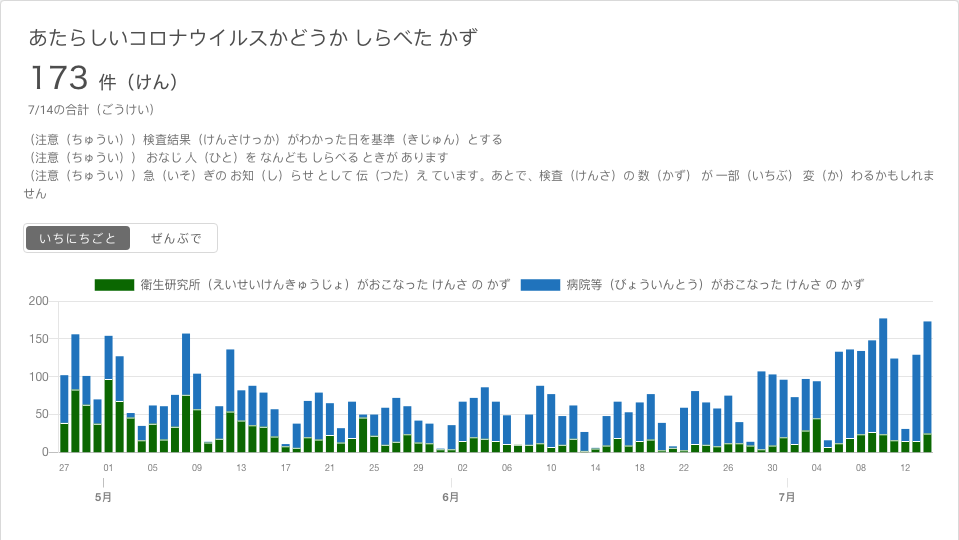 あたらしいコロナウイルスかどうか しらべた かず
173 件（けん）
7/14の合計（ごうけい）
（注意（ちゅうい））検査結果（けんさけっか）がわかった日を基準（きじゅん）とする
（注意（ちゅうい）） おなじ 人（ひと）を なんども しらべる ときが あります
（注意（ちゅうい））急（いそ）ぎの お知（し）らせ として 伝（つた）え ています。あとで、検査（けんさ）の 数（かず） が 一部（いちぶ） 変（か）わるかもしれま
せん
いちにちごと ぜんぶで
衛生研究所（えいせいけんきゅうじょ）がおこなった けんさ の かず 病院等（びょういんとう）がおこなった けんさ の かず
200
150
100
50
0
27 01 05 09 13 17 21 25 29 02 06 10 14 18 22 26 30 04 08 12
5月 6月 7月